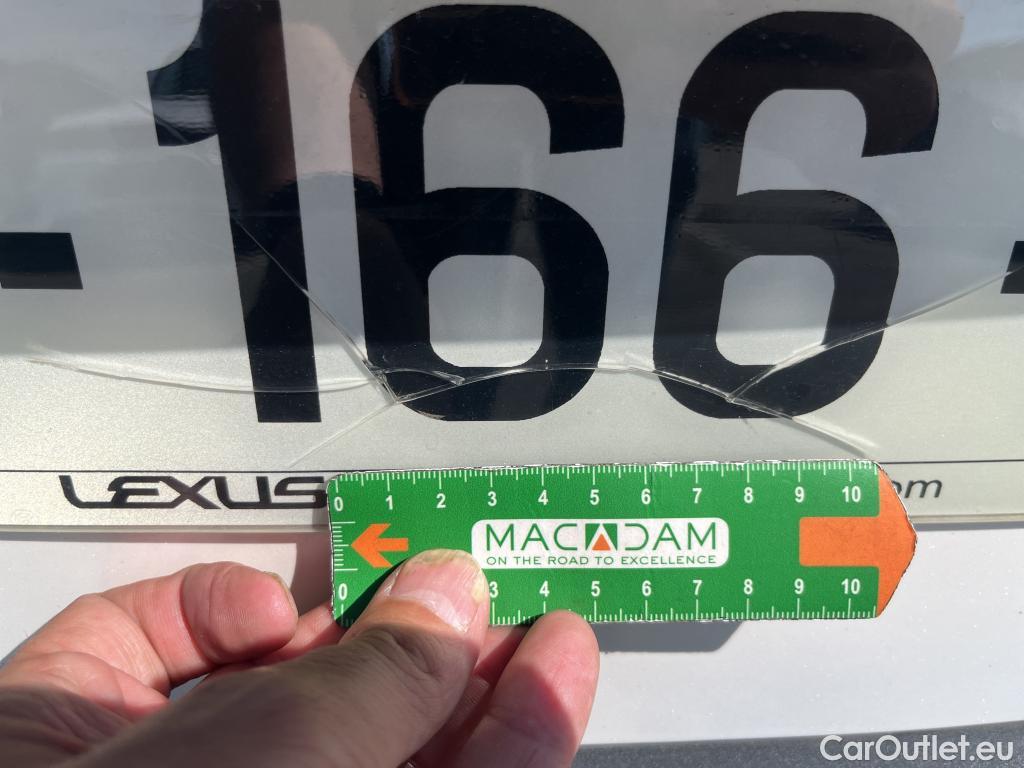 -166-
LEXUS
om
0 1 2 3 4 5 6 7 8 9 10
MACADAM
ON THE ROAD TO EXCELLENCE
0 3 4 5 6 7 8 9 10
CarOutlet.eu